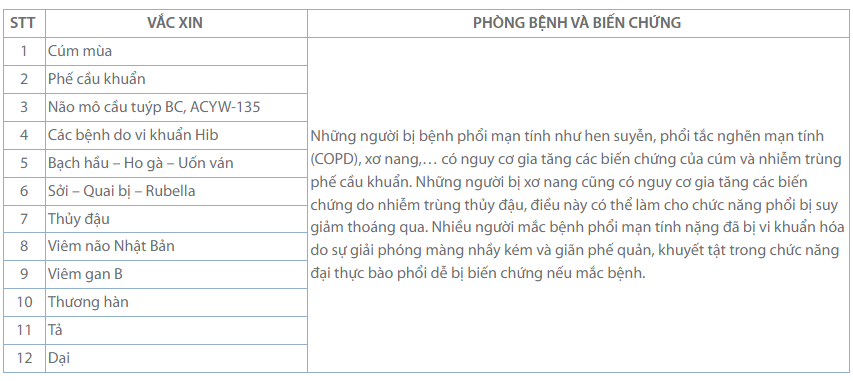 STT VẮC XIN PHÒNG BỆNH VÀ BIẾN CHỨNG
1 Cúm mùa
2 Phế cầu khuẩn
3 Não mô cầu tuýp BC, ACYW-135
4 Các bệnh do vi khuẩn Hib
5 Bạch hầu – Ho gà – Uốn ván
6 Sởi – Quai bị – Rubella
7 Thủy đậu
8 Viêm não Nhật Bản
9 Viêm gan B
10 Thương hàn
11 Tả
12 Dại
Những người bị bệnh phổi mạn tính như hen suyễn, phổi tắc nghẽn mạn tính
(COPD), xơ nang,… có nguy cơ gia tăng các biến chứng của cúm và nhiễm trùng
phế cầu khuẩn. Những người bị xơ nang cũng có nguy cơ gia tăng các biến
chứng do nhiễm trùng thủy đậu, điều này có thể làm cho chức năng phổi bị suy
giảm thoáng qua. Nhiều người mắc bệnh phổi mạn tính nặng đã bị vi khuẩn hóa
do sự giải phóng màng nhầy kém và giãn phế quản, khuyết tật trong chức năng
đại thực bào phổi dễ bị biến chứng nếu mắc bệnh.